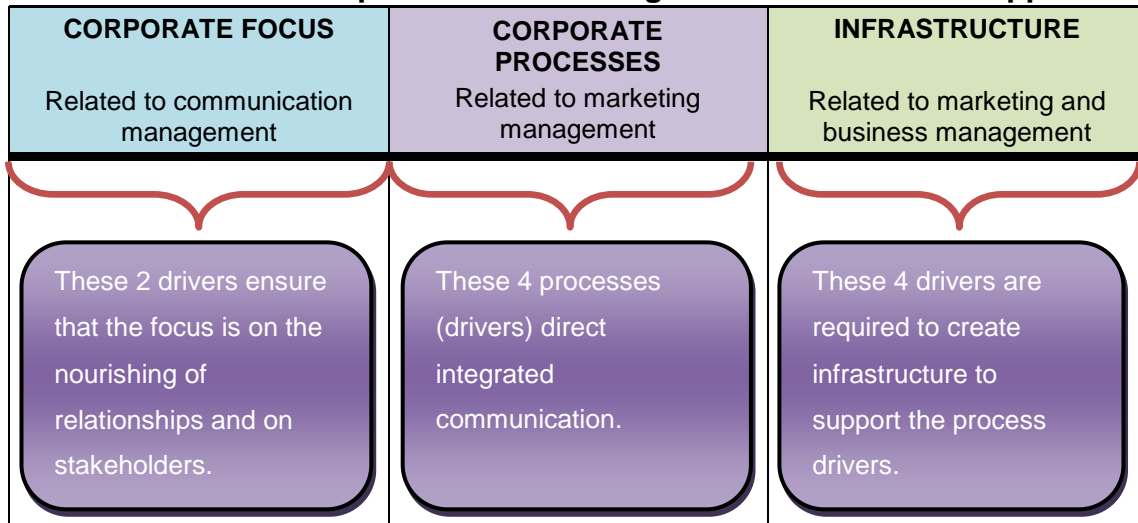 CORPORATE FOCUS
Related to communication
management
CORPORATE
PROCESSES
Related to marketing
management
INFRASTRUCTURE
Related to marketing and
business management
These 2 drivers ensure
that the focus is on the
nourishing of
relationships and on
stakeholders.
These 4 processes
(drivers) direct
integrated
communication.
These 4 drivers are
required to create
infrastructure to
support the process
drivers.